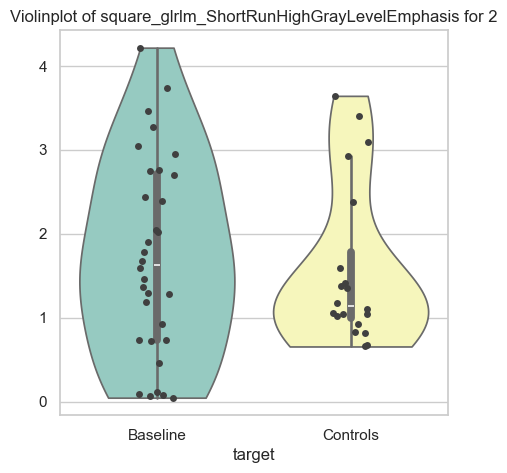 Violinplot of square_glrlm_ShortRunHighGrayLevelEmphasis for 2
4
3
2
1
0
Baseline
Controls
target